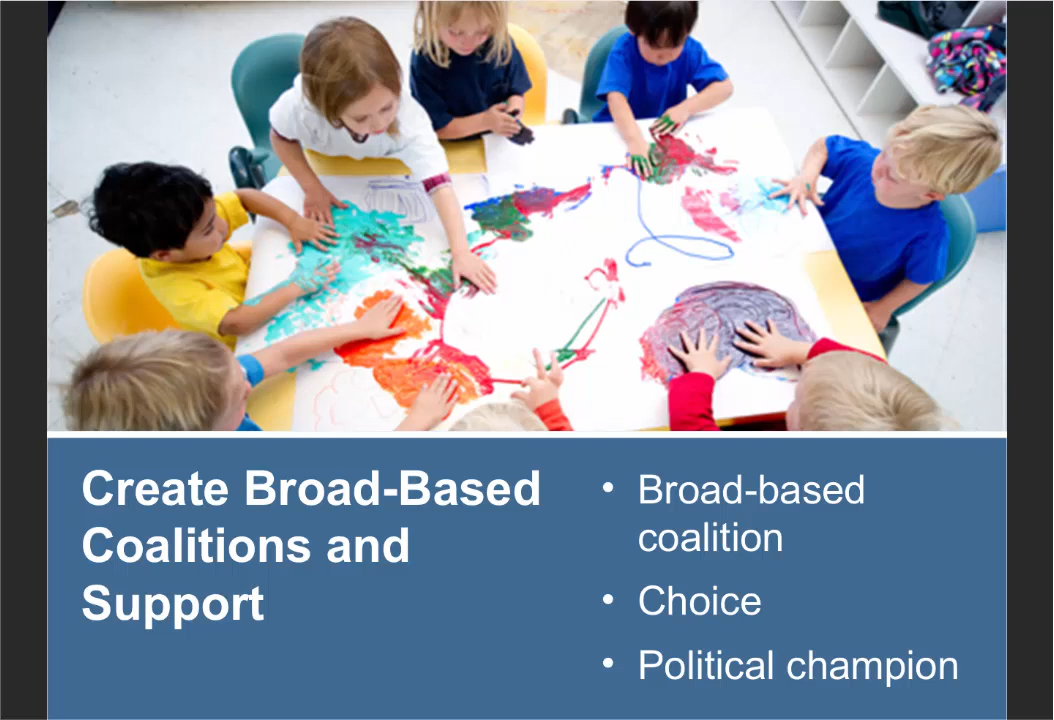 Create Broad-Based
Coalitions and
Support
• Broad-based
coalition
• Choice
• Political champion